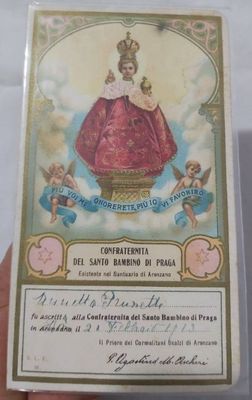 PIÙ VOI MI ONORERETE, PIÙ IO VI FAVORIRÒ
CONFRATERNITA
DEL SANTO BAMBINO DI PRAGA
Esistente nel Santuario di Arenzano
fu ascritta alla Confraternita del Santo Bambino di Praga
in Arenzano il 21 1913
Il Priore dei Carmelitani Scalzi di Arenzano